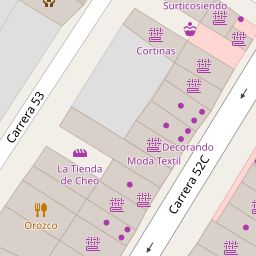 Surticosiendo
Cortinas
Carrera 53
Decorando
Moda Textil
La Tienda
de Cheo
Carrera 52C
Orozco